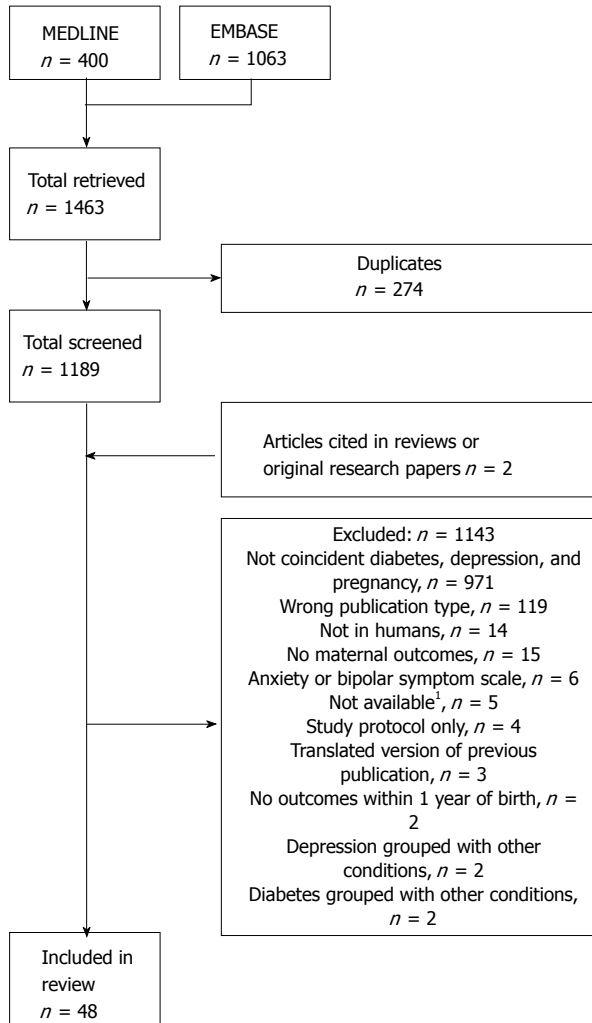 MEDLINE
n = 400
EMBASE
n = 1063
Total retrieved
n = 1463
Duplicates
n = 274
Total screened
n = 1189
Articles cited in reviews or
original research papers n = 2
Excluded: n = 1143
Not coincident diabetes, depression, and
pregnancy, n = 971
Wrong publication type, n = 119
Not in humans, n = 14
No maternal outcomes, n = 15
Anxiety or bipolar symptom scale, n = 6
Not available¹, n = 5
Study protocol only, n = 4
Translated version of previous
publication, n = 3
No outcomes within 1 year of birth, n =
2
Depression grouped with other
conditions, n = 2
Diabetes grouped with other conditions,
n = 2
Included in
review
n = 48